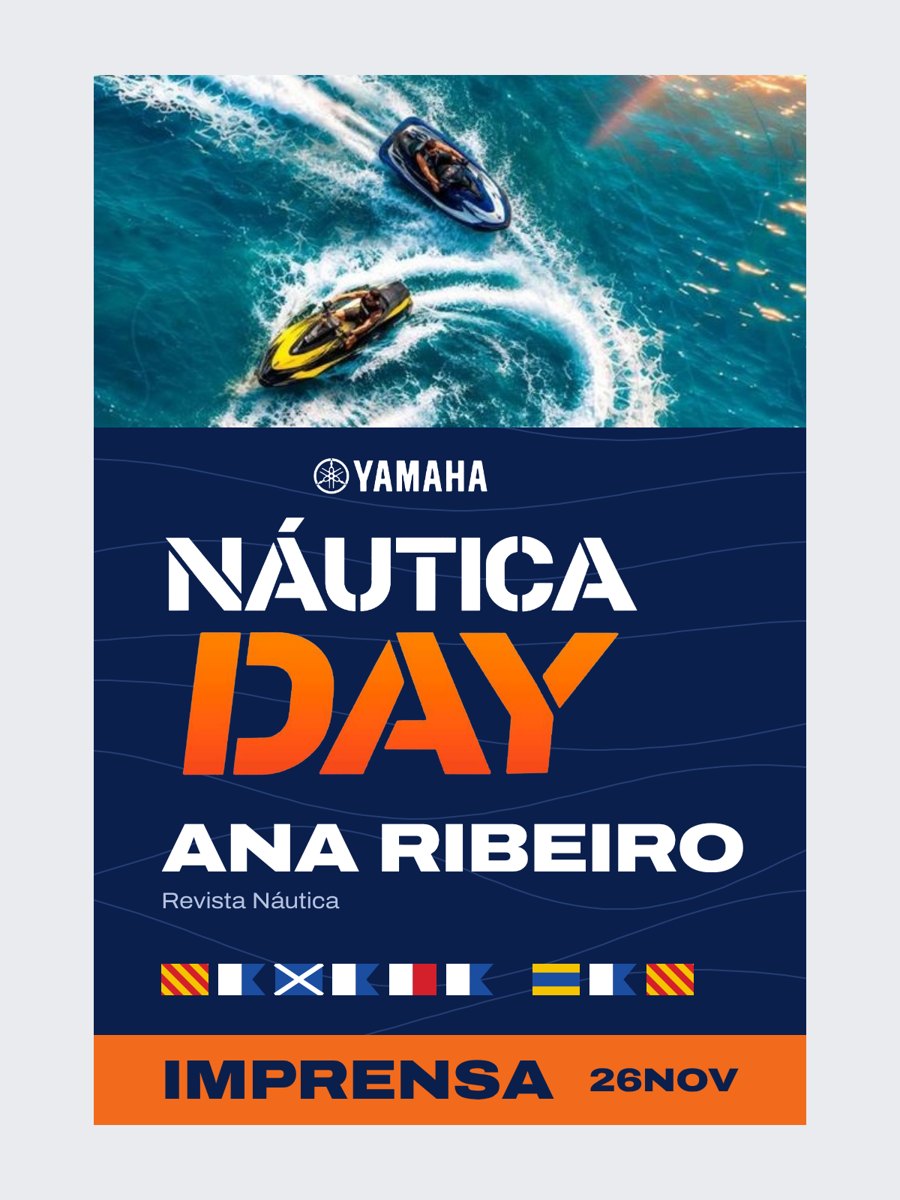 YAMAHA
NÁUTICA
DAY
ANA RIBEIRO
Revista Náutica
IMPRENSA 26NOV